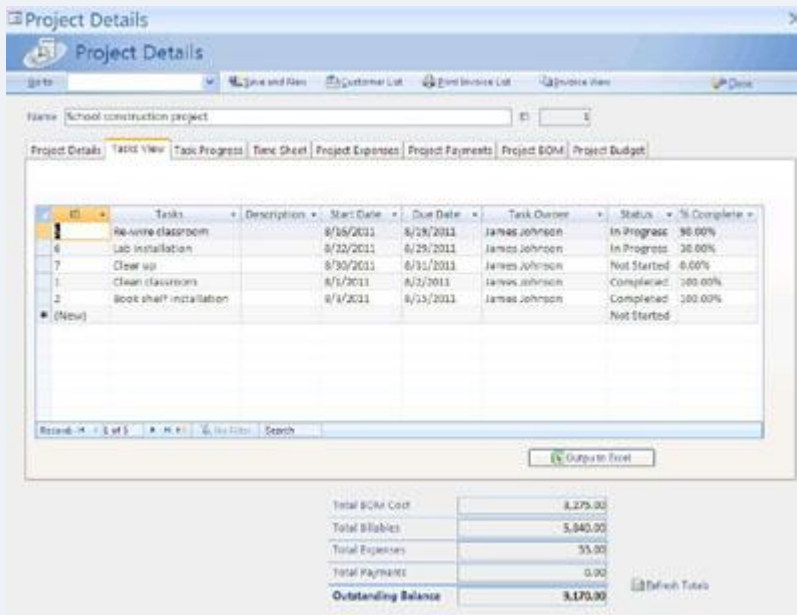 Project Details
Project Details
Go to Save and New Customer List Print Invoice List Invoice View Close
Name School construction project ID 1
Project Details Tasks View Task Progress Time Sheet Project Expenses Project Payments Project BOM Project Budget
ID Tasks Description Start Date Due Date Task Owner Status % Complete
Re-wire classroom 8/16/2011 8/19/2011 James Johnson In Progress 90.00%
6 Lab installation 8/22/2011 8/29/2011 James Johnson In Progress 30.00%
7 Clear up 8/30/2011 8/31/2011 James Johnson Not Started 0.00%
1 Clean classroom 8/1/2011 8/2/2011 James Johnson Completed 100.00%
2 Book shelf installation 8/15/2011 James Johnson Completed 100.00%
(New) Not Started
Record: 1 of 5 No Filter Search
Output to Excel
Total BOM Cost 3,275.00
Total Billables 5,840.00
Total Expenses 55.00
Total Payments 0.00
Outstanding Balance 9,170.00
Refresh Totals